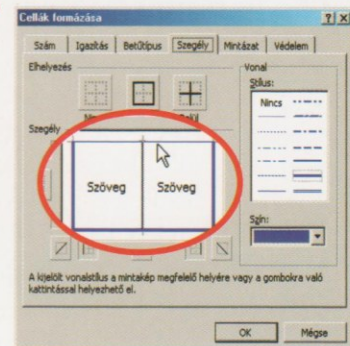 Cellák formázása
Szám Igazítás Betűtípus Szegély Mintázat Védelem
Elhelyezés
Vonal
Stílus:
Nincs
Szegély
Szöveg Szöveg
Szín:
A kijelölt vonalstílus a mintakép megfelelő helyére vagy a gombokra való
kattintással helyezhető el.
OK Mégse